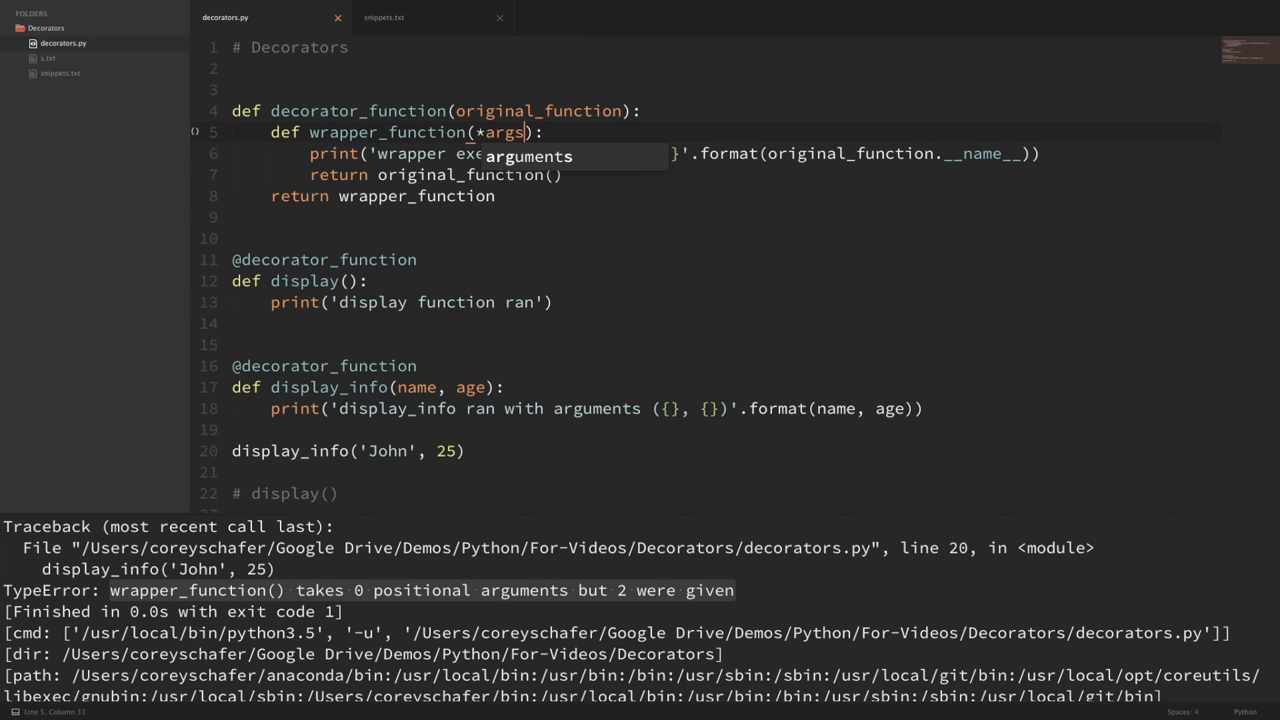 FOLDERS
Decorators
decorators.py
s.txt
snippets.txt
decorators.py
snippets.txt
1 # Decorators
2
3
4 def decorator_function(original_function):
5 def wrapper_function(*args):
arguments
6 print('wrapper exe }'.format(original_function.__name__))
7 return original_function()
8 return wrapper_function
9
10
11 @decorator_function
12 def display():
13 print('display function ran')
14
15
16 @decorator_function
17 def display_info(name, age):
18 print('display_info ran with arguments ({}, {})'.format(name, age))
19
20 display_info('John', 25)
21
22 # display()
Traceback (most recent call last):
File "/Users/coreyschafer/Google Drive/Demos/Python/For-Videos/Decorators/decorators.py", line 20, in <module>
display_info('John', 25)
TypeError: wrapper_function() takes 0 positional arguments but 2 were given
[Finished in 0.0s with exit code 1]
[cmd: ['/usr/local/bin/python3.5', '-u', '/Users/coreyschafer/Google Drive/Demos/Python/For-Videos/Decorators/decorators.py']]
[dir: /Users/coreyschafer/Google Drive/Demos/Python/For-Videos/Decorators]
[path: /Users/coreyschafer/anaconda/bin:/usr/local/bin:/usr/bin:/bin:/usr/sbin:/sbin:/usr/local/git/bin:/usr/local/opt/coreutils/
libexec/gnubin:/usr/local/sbin:/Users/coreyschafer/bin:/usr/local/bin:/usr/bin:/bin:/usr/sbin:/sbin:/usr/local/git/bin]
Line 5, Column 31
Spaces: 4
Python